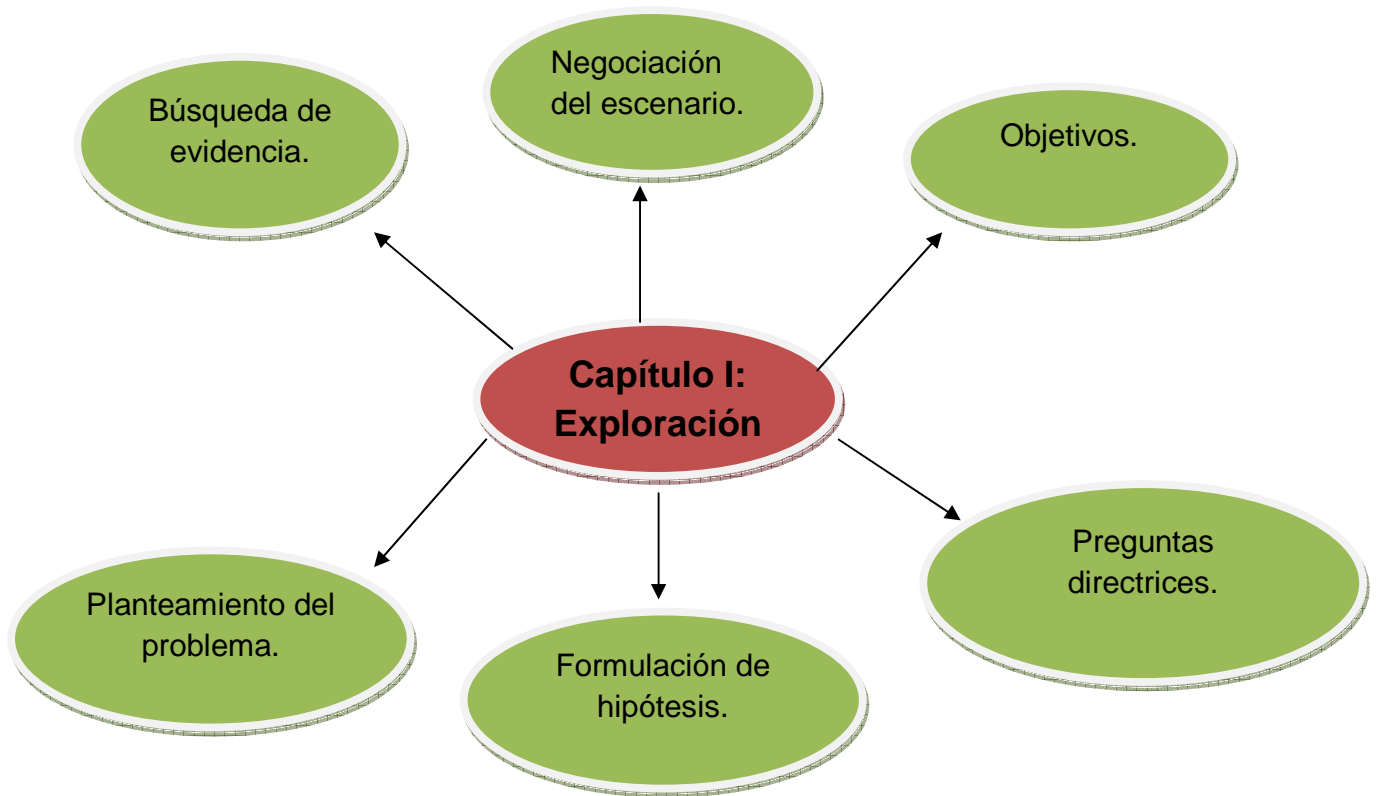 Negociación
del escenario.
Búsqueda de
evidencia.
Objetivos.
Capítulo I:
Exploración
Preguntas
directrices.
Planteamiento del
problema.
Formulación de
hipótesis.